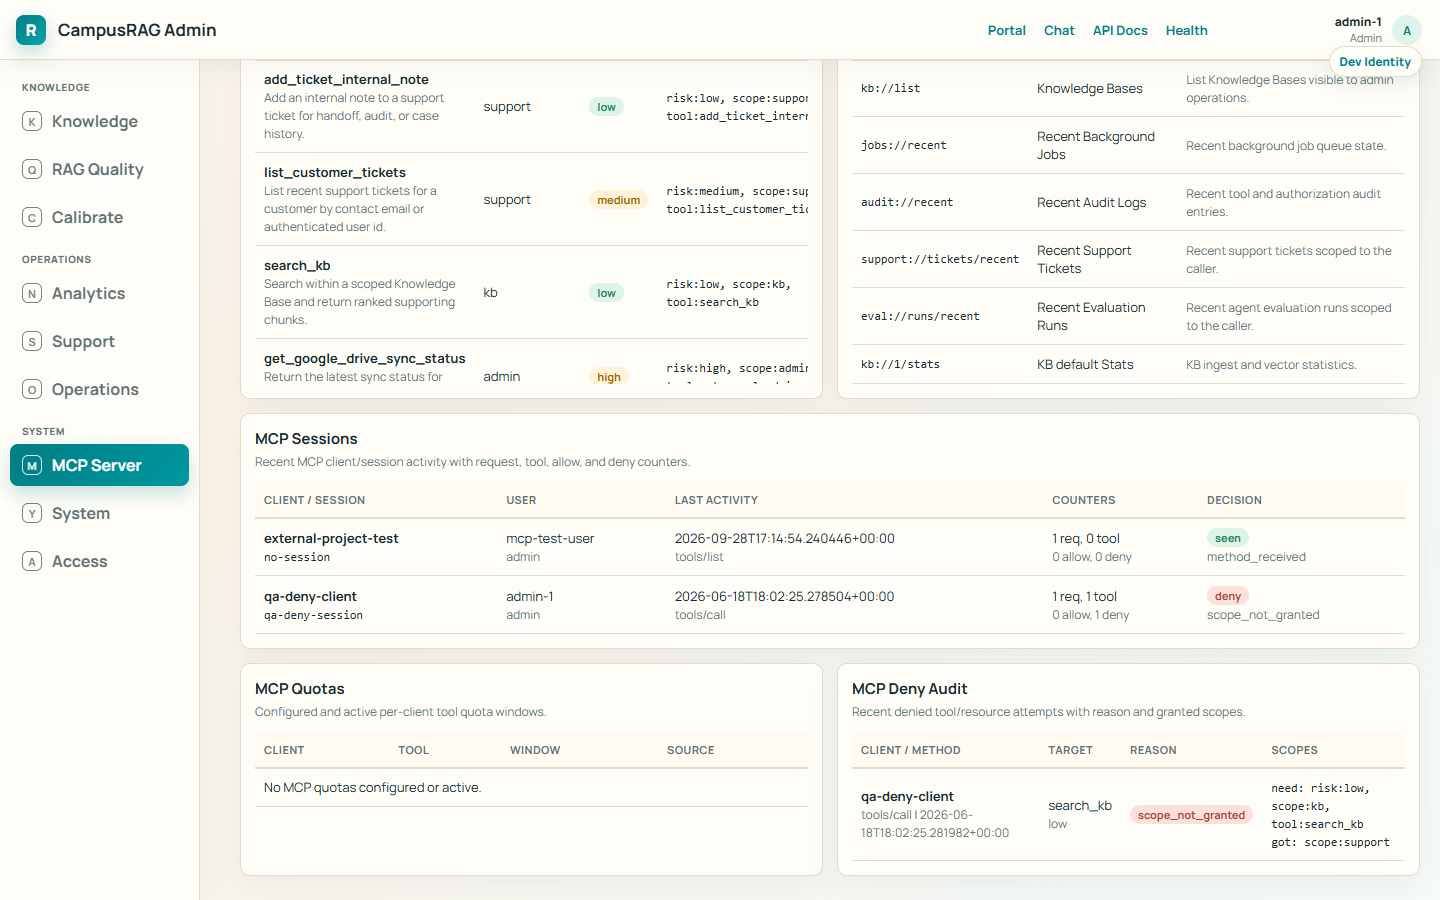 R CampusRAG Admin
Portal Chat API Docs Health
admin-1
Admin
A
Dev Identity
KNOWLEDGE
K Knowledge
Q RAG Quality
C Calibrate
OPERATIONS
N Analytics
S Support
O Operations
SYSTEM
M MCP Server
Y System
A Access
add_ticket_internal_note
Add an internal note to a support
ticket for handoff, audit, or case
history.
support
low
risk:low, scope:suppor
tool:add_ticket_intern
list_customer_tickets
List recent support tickets for a
customer by contact email or
authenticated user id.
support
medium
risk:medium, scope:sup
tool:list_customer_tic
search_kb
Search within a scoped Knowledge
Base and return ranked supporting
chunks.
kb
low
risk:low, scope:kb,
tool:search_kb
get_google_drive_sync_status
Return the latest sync status for
admin
high
risk:high, scope:admin
kb://list
Knowledge Bases
List Knowledge Bases visible to admin
operations.
jobs://recent
Recent Background
Jobs
Recent background job queue state.
audit://recent
Recent Audit Logs
Recent tool and authorization audit
entries.
support://tickets/recent
Recent Support
Tickets
Recent support tickets scoped to the
caller.
eval://runs/recent
Recent Evaluation
Runs
Recent agent evaluation runs scoped
to the caller.
kb://1/stats
KB default Stats
KB ingest and vector statistics.
MCP Sessions
Recent MCP client/session activity with request, tool, allow, and deny counters.
CLIENT / SESSION USER LAST ACTIVITY COUNTERS DECISION
external-project-test mcp-test-user 2026-09-28T17:14:54.240446+00:00 1 req, 0 tool seen
no-session admin tools/list 0 allow, 0 deny method_received
qa-deny-client admin-1 2026-06-18T18:02:25.278504+00:00 1 req, 1 tool deny
qa-deny-session admin tools/call 0 allow, 1 deny scope_not_granted
MCP Quotas
Configured and active per-client tool quota windows.
CLIENT TOOL WINDOW SOURCE
No MCP quotas configured or active.
MCP Deny Audit
Recent denied tool/resource attempts with reason and granted scopes.
CLIENT / METHOD TARGET REASON SCOPES
qa-deny-client
tools/call | 2026-06-
18T18:02:25.281982+00:00
search_kb
low
scope_not_granted
need: risk:low,
scope:kb,
tool:search_kb
got: scope:support